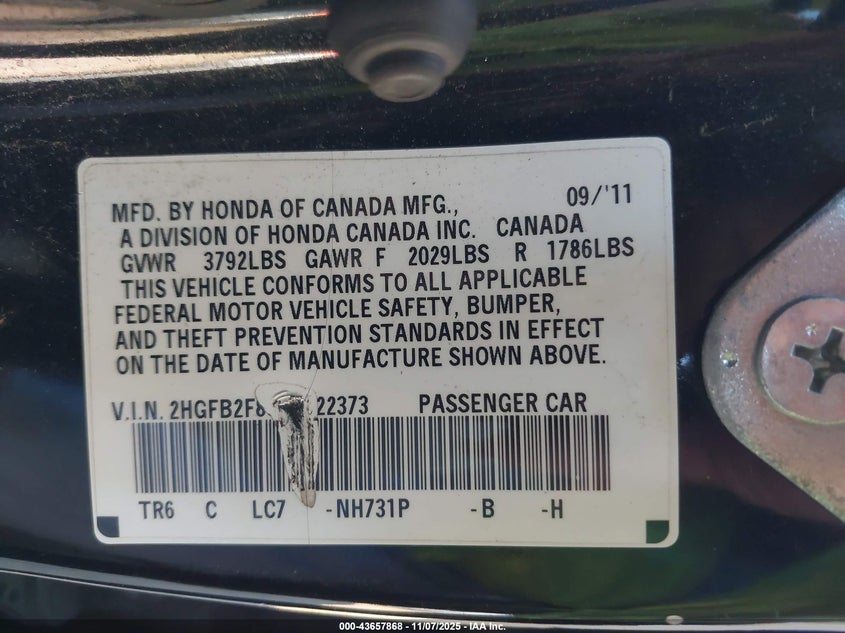 MFD. BY HONDA OF CANADA MFG., 09/'11
A DIVISION OF HONDA CANADA INC. CANADA
GVWR 3792LBS GAWR F 2029LBS R 1786LBS
THIS VEHICLE CONFORMS TO ALL APPLICABLE
FEDERAL MOTOR VEHICLE SAFETY, BUMPER,
AND THEFT PREVENTION STANDARDS IN EFFECT
ON THE DATE OF MANUFACTURE SHOWN ABOVE.
V.I.N. PASSENGER CAR
TR6 C LC7 -NH731P -B -H
000-43657868 - 11/07/2025 - IAA Inc.